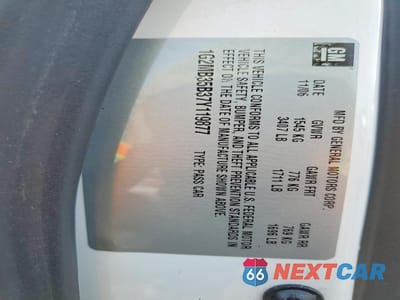 GM
MFD BY GENERAL MOTORS CORP
DATE GVWR GAWR FRT GAWR RR
11/06 1545 KG 776 KG 769 KG
3407 LB 1711 LB 1696 LB
THIS VEHICLE CONFORMS TO ALL APPLICABLE U.S. FEDERAL MOTOR
VEHICLE SAFETY, BUMPER, AND THEFT PREVENTION STANDARDS IN
EFFECT ON THE DATE OF MANUFACTURE SHOWN ABOVE.
1G2MB35B37Y119877 TYPE: PASS CAR
66 NEXTCAR